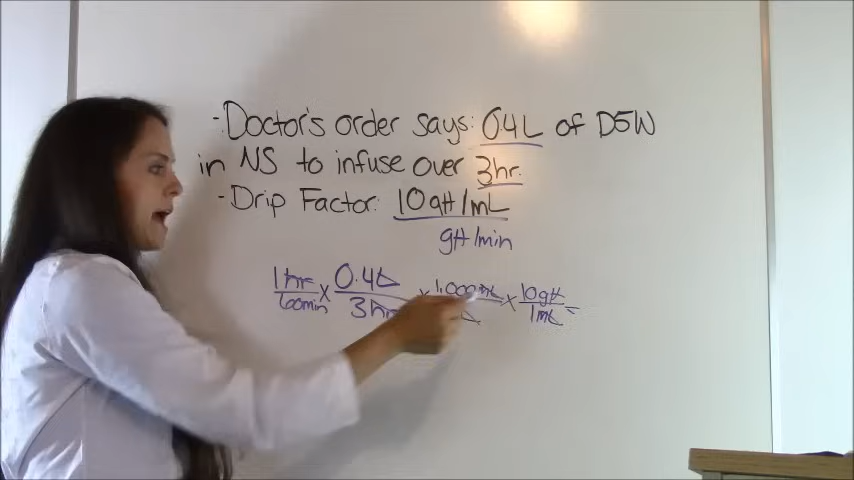 -Doctor's order says: 0.4L of D5W
in NS to infuse over 3hr.
-Drip Factor: 10gtt/1mL
gtt/min
1hr/60min x 0.4L/3hr x 1,000mL/L x 10gtt/1mL =